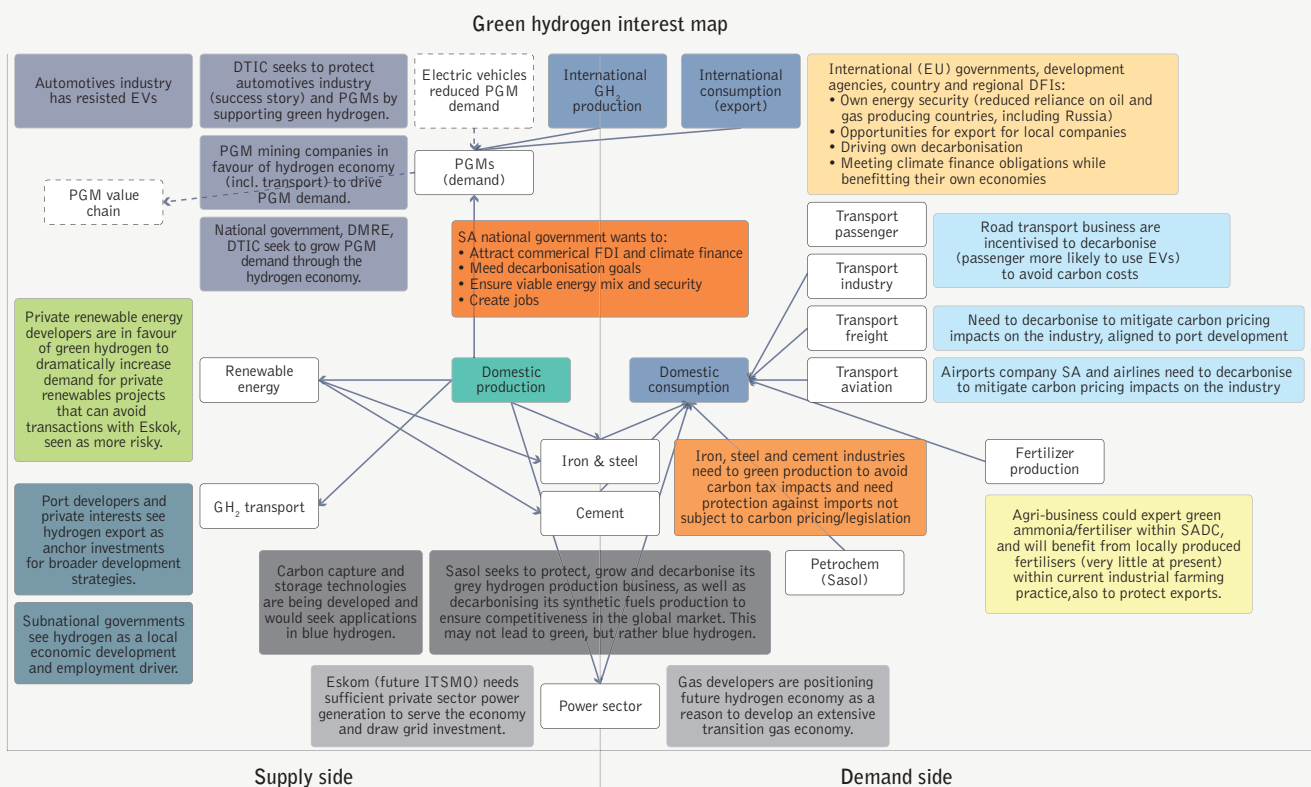 Green hydrogen interest map
Automotives industry
has resisted EVs
DTIC seeks to protect
automotives industry
(success story) and PGMs by
supporting green hydrogen.
Electric vehicles
reduced PGM
demand
International
GH₂
production
International
consumption
(export)
International (EU) governments, development
agencies, country and regional DFIs:
• Own energy security (reduced reliance on oil and
gas producing countries, including Russia)
• Opportunities for export for local companies
• Driving own decarbonisation
• Meeting climate finance obligations while
benefitting their own economies
PGM mining companies in
favour of hydrogen economy
(incl. transport) to drive
PGM demand.
PGMs
(demand)
PGM value
chain
National government, DMRE,
DTIC seek to grow PGM
demand through the
hydrogen economy.
SA national government wants to:
• Attract commerical FDI and climate finance
• Meed decarbonisation goals
• Ensure viable energy mix and security
• Create jobs
Transport
passenger
Road transport business are
incentivised to decarbonise
(passenger more likely to use EVs)
to avoid carbon costs
Transport
industry
Private renewable energy
developers are in favour
of green hydrogen to
dramatically increase
demand for private
renewables projects
that can avoid
transactions with Eskok,
seen as more risky.
Transport
freight
Need to decarbonise to mitigate carbon pricing
impacts on the industry, aligned to port development
Renewable
energy
Domestic
production
Domestic
consumption
Transport
aviation
Airports company SA and airlines need to decarbonise
to mitigate carbon pricing impacts on the industry
Iron & steel
Iron, steel and cement industries
need to green production to avoid
carbon tax impacts and need
protection against imports not
subject to carbon pricing/legislation
Fertilizer
production
Port developers and
private interests see
hydrogen export as
anchor investments
for broader development
strategies.
GH₂ transport
Cement
Agri-business could expert green
ammonia/fertiliser within SADC,
and will benefit from locally produced
fertilisers (very little at present)
within current industrial farming
practice,also to protect exports.
Carbon capture and
storage technologies
are being developed and
would seek applications
in blue hydrogen.
Sasol seeks to protect, grow and decarbonise its
grey hydrogen production business, as well as
decarbonising its synthetic fuels production to
ensure competitiveness in the global market. This
may not lead to green, but rather blue hydrogen.
Petrochem
(Sasol)
Subnational governments
see hydrogen as a local
economic development
and employment driver.
Eskom (future ITSMO) needs
sufficient private sector power
generation to serve the economy
and draw grid investment.
Power sector
Gas developers are positioning
future hydrogen economy as a
reason to develop an extensive
transition gas economy.
Supply side
Demand side